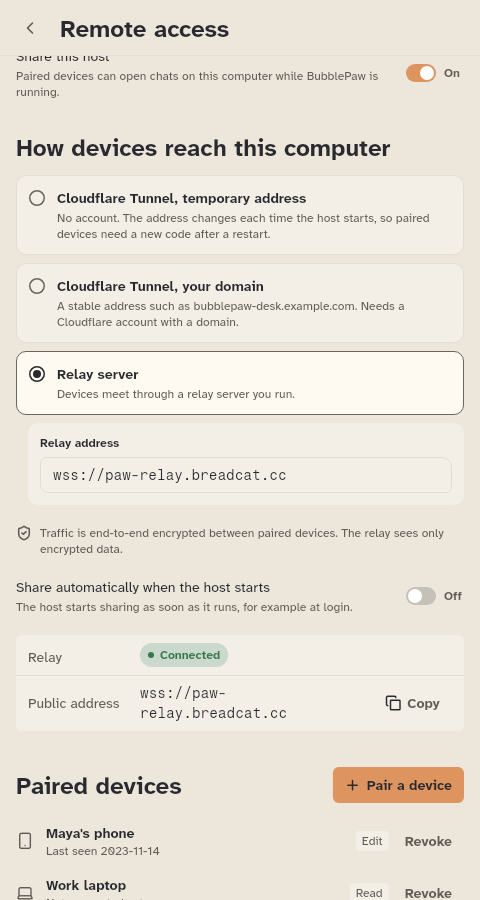 Remote access
Share this host
Paired devices can open chats on this computer while BubblePaw is
running.
On
How devices reach this computer
Cloudflare Tunnel, temporary address
No account. The address changes each time the host starts, so paired
devices need a new code after a restart.
Cloudflare Tunnel, your domain
A stable address such as bubblepaw-desk.example.com. Needs a
Cloudflare account with a domain.
Relay server
Devices meet through a relay server you run.
Relay address
wss://paw-relay.breadcat.cc
Traffic is end-to-end encrypted between paired devices. The relay sees only
encrypted data.
Share automatically when the host starts
The host starts sharing as soon as it runs, for example at login.
Off
Relay
Connected
Public address
wss://paw-
relay.breadcat.cc
Copy
Paired devices
Pair a device
Maya's phone
Last seen 2023-11-14
Edit
Revoke
Work laptop
Read
Revoke